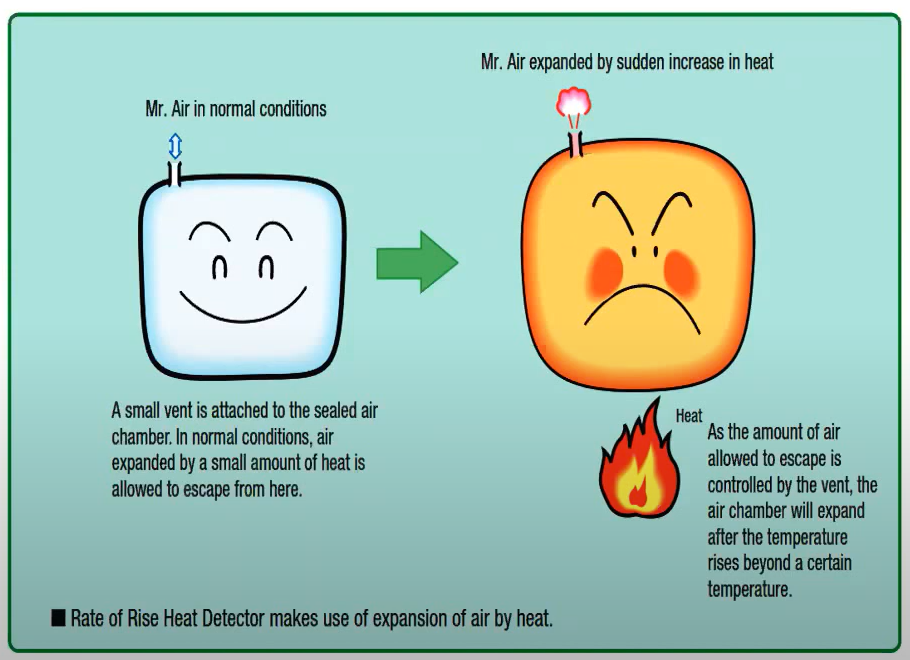 Mr. Air in normal conditions
A small vent is attached to the sealed air
chamber. In normal conditions, air
expanded by a small amount of heat is
allowed to escape from here.
Mr. Air expanded by sudden increase in heat
Heat
As the amount of air
allowed to escape is
controlled by the vent, the
air chamber will expand
after the temperature
rises beyond a certain
temperature.
■ Rate of Rise Heat Detector makes use of expansion of air by heat.